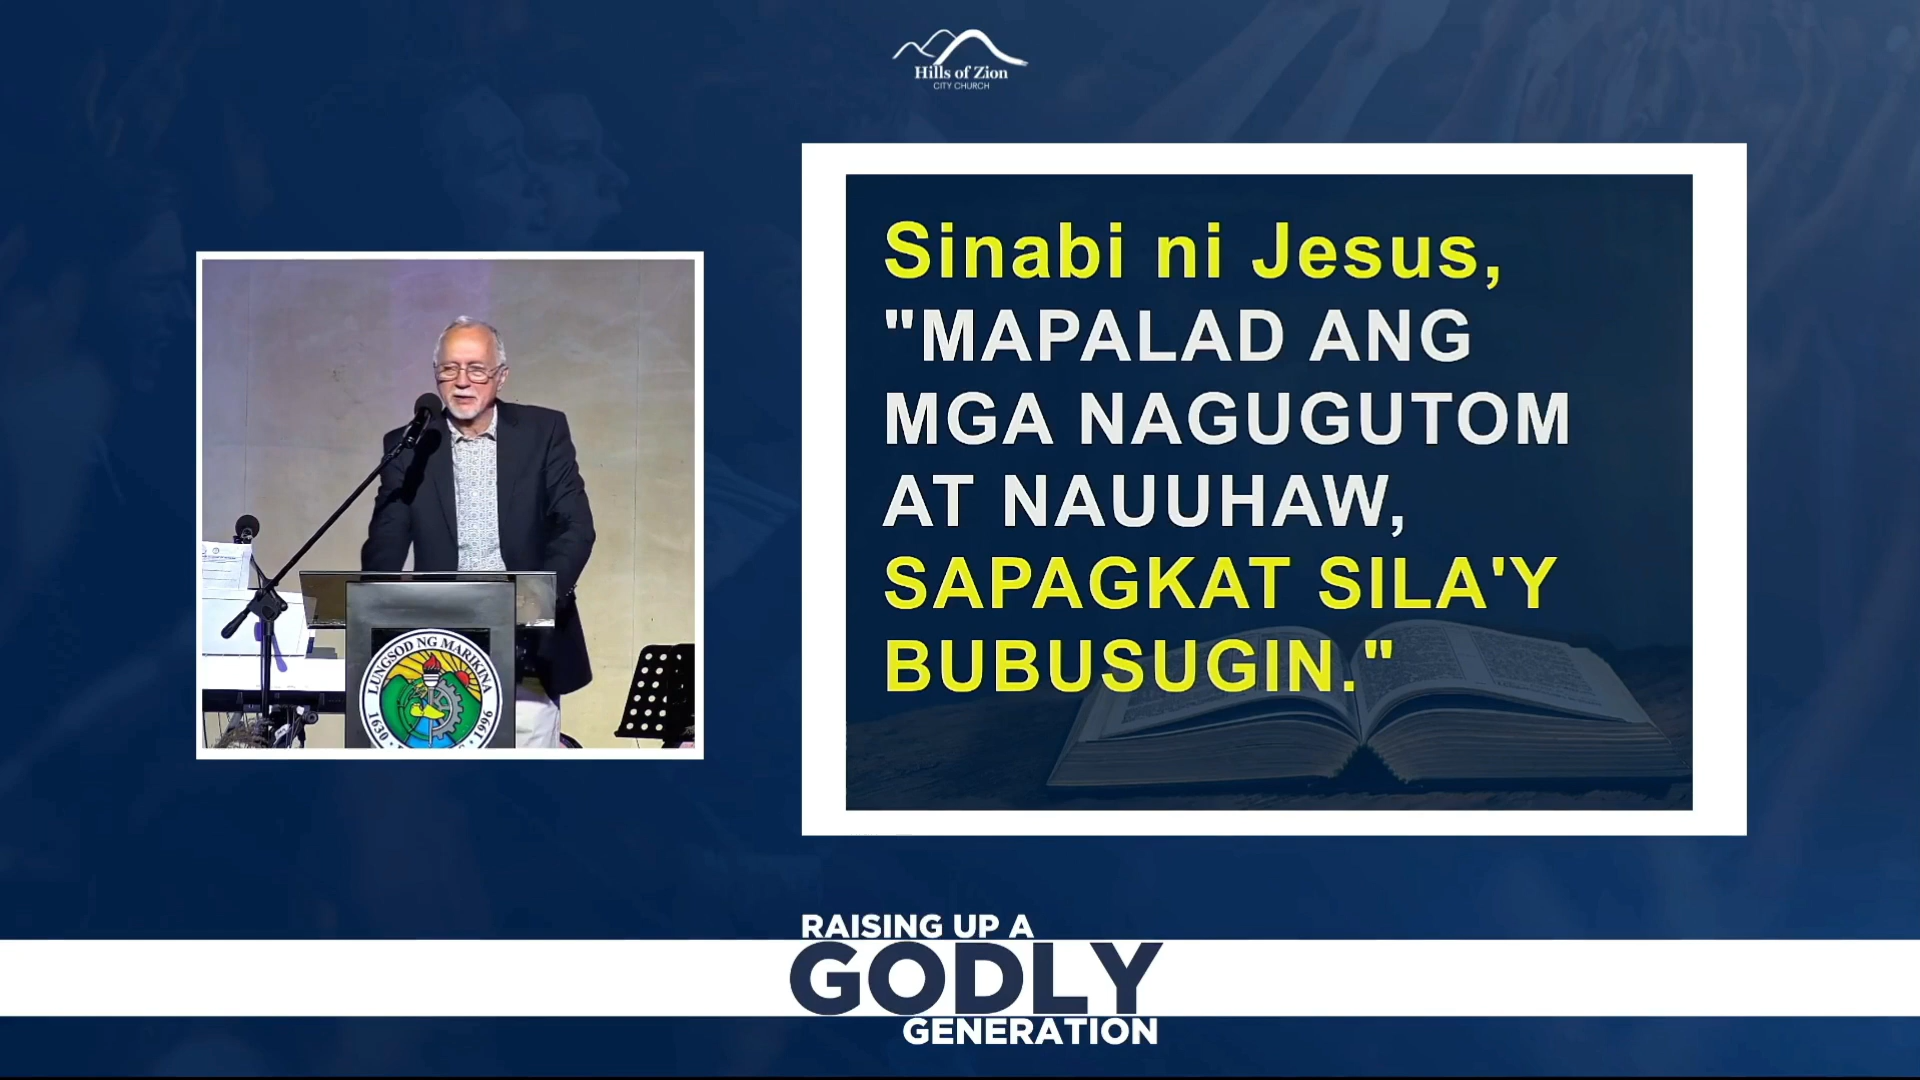 Hills of Zion
CITY CHURCH
Sinabi ni Jesus,
"MAPALAD ANG
MGA NAGUGUTOM
AT NAUUHAW,
SAPAGKAT SILA'Y
BUBUSUGIN."
LUNGSOD NG MARIKINA
1630
1996
RAISING UP A
GODLY
GENERATION